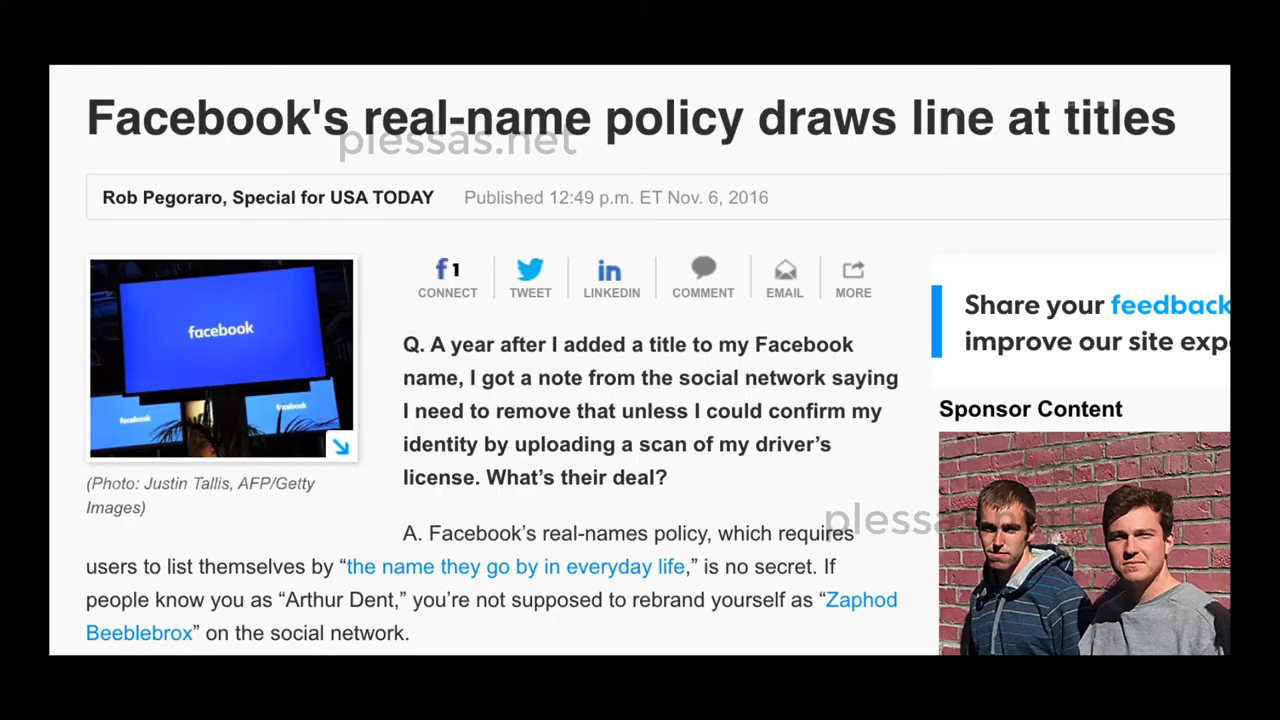 Facebook's real-name policy draws line at titles
plessas.net
Rob Pegoraro, Special for USA TODAY Published 12:49 p.m. ET Nov. 6, 2016
facebook
facebook
facebook
f 1
CONNECT
TWEET
in
LINKEDIN
COMMENT
EMAIL
MORE
(Photo: Justin Tallis, AFP/Getty
Images)
Q. A year after I added a title to my Facebook
name, I got a note from the social network saying
I need to remove that unless I could confirm my
identity by uploading a scan of my driver’s
license. What’s their deal?
A. Facebook’s real-names policy, which requires
users to list themselves by “the name they go by in everyday life,” is no secret. If
people know you as “Arthur Dent,” you’re not supposed to rebrand yourself as “Zaphod
Beeblebrox” on the social network.
Share your feedback
improve our site
Sponsor Content